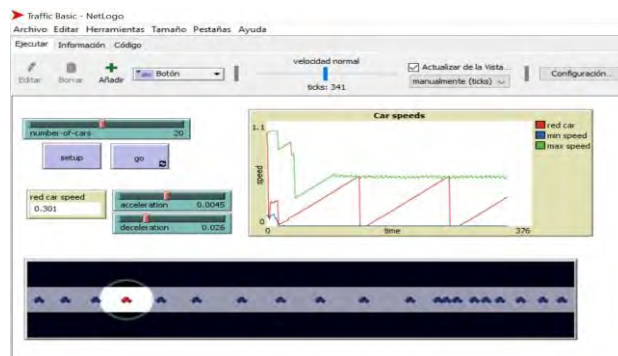 Traffic Basic - NetLogo
Archivo Editar Herramientas Tamaño Pestañas Ayuda
Ejecutar Información Código
Editar Borrar Añadir Botón
velocidad normal
ticks: 341
Actualizar de la Vista...
manualmente (ticks)
Configuración...
number-of-cars 20
setup go
red car speed
0.301
acceleration 0.0045
deceleration 0.026
Car speeds
1.1
speed
0
0 time 376
red car
min speed
max speed